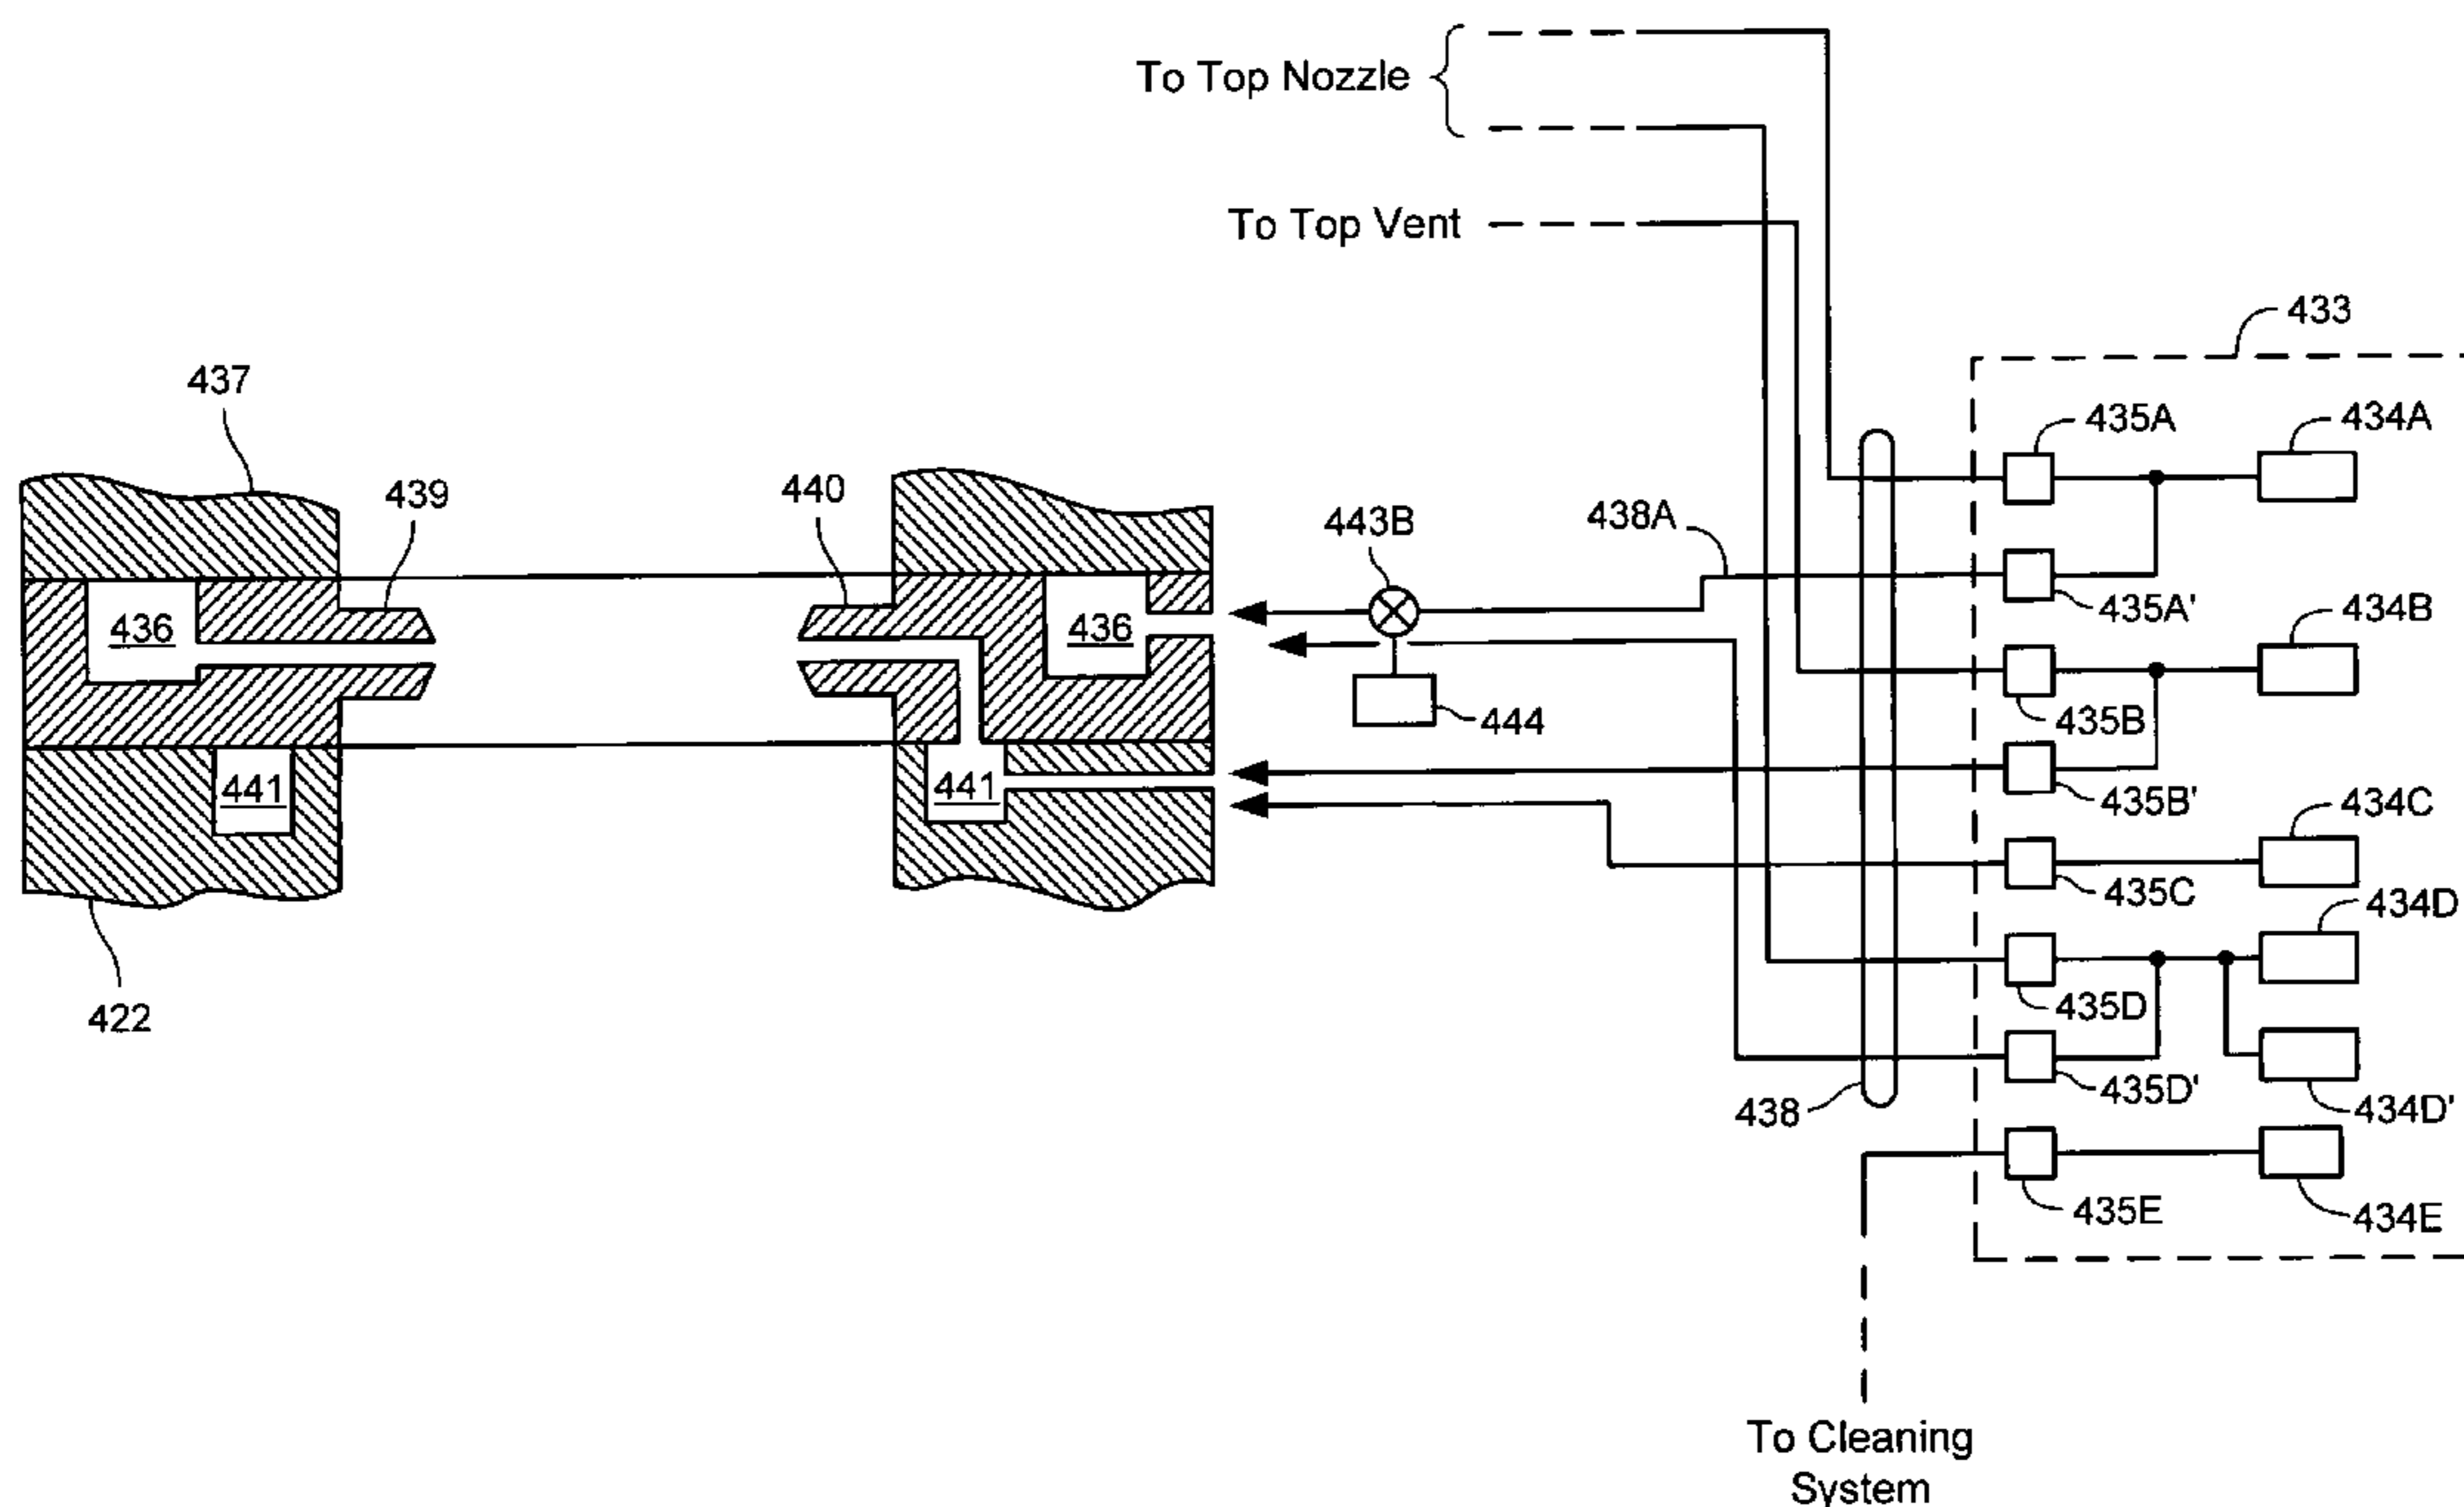 To Top Nozzle
To Top Vent
433
437
435A
434A
439
440
443B
438A
436
436
435A'
434B
444
435B
441
441
435B'
434C
435C
434D
422
435D
438
435D'
434D'
435E
434E
To Cleaning
System